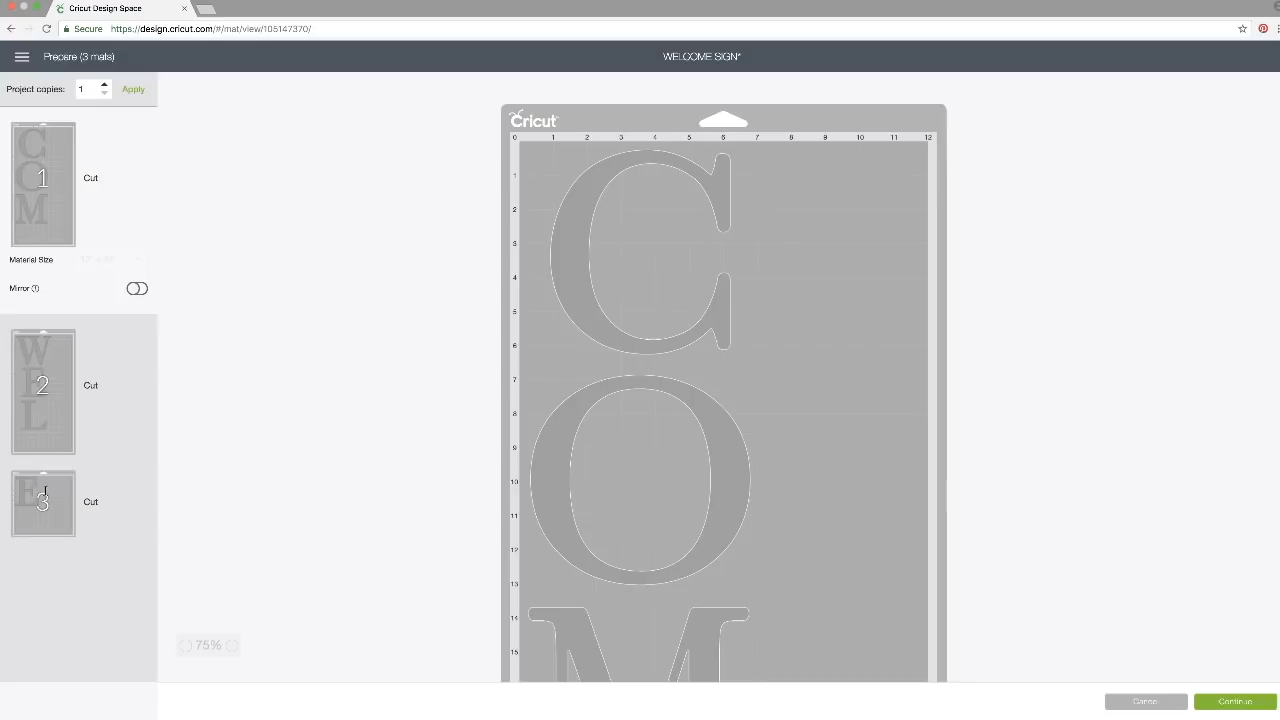 Cricut Design Space
Secure https://design.cricut.com/#/mat/view/105147370/
Prepare (3 mats)
WELCOME SIGN*
Project copies: 1 Apply
C
O
M
1
Cut
Material Size
Mirror
W
E
L
2
Cut
E
3
Cut
Cricut
0 1 2 3 4 5 6 7 8 9 10 11 12
1
2
3
4
5
6
7
8
9
10
11
12
13
14
15
C
O
M
75%
Cancel
Continue